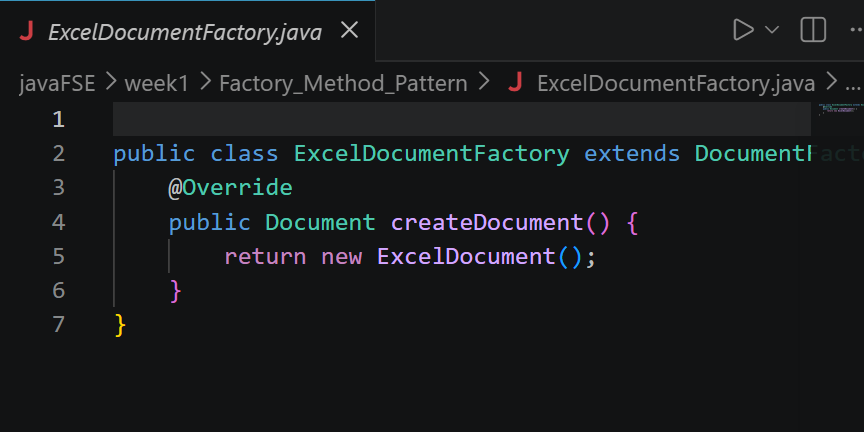 J ExcelDocumentFactory.java ×
javaFSE > week1 > Factory_Method_Pattern > J ExcelDocumentFactory.java > ...
1
2 public class ExcelDocumentFactory extends DocumentFacto
3 @Override
4 public Document createDocument() {
5 return new ExcelDocument();
6 }
7 }